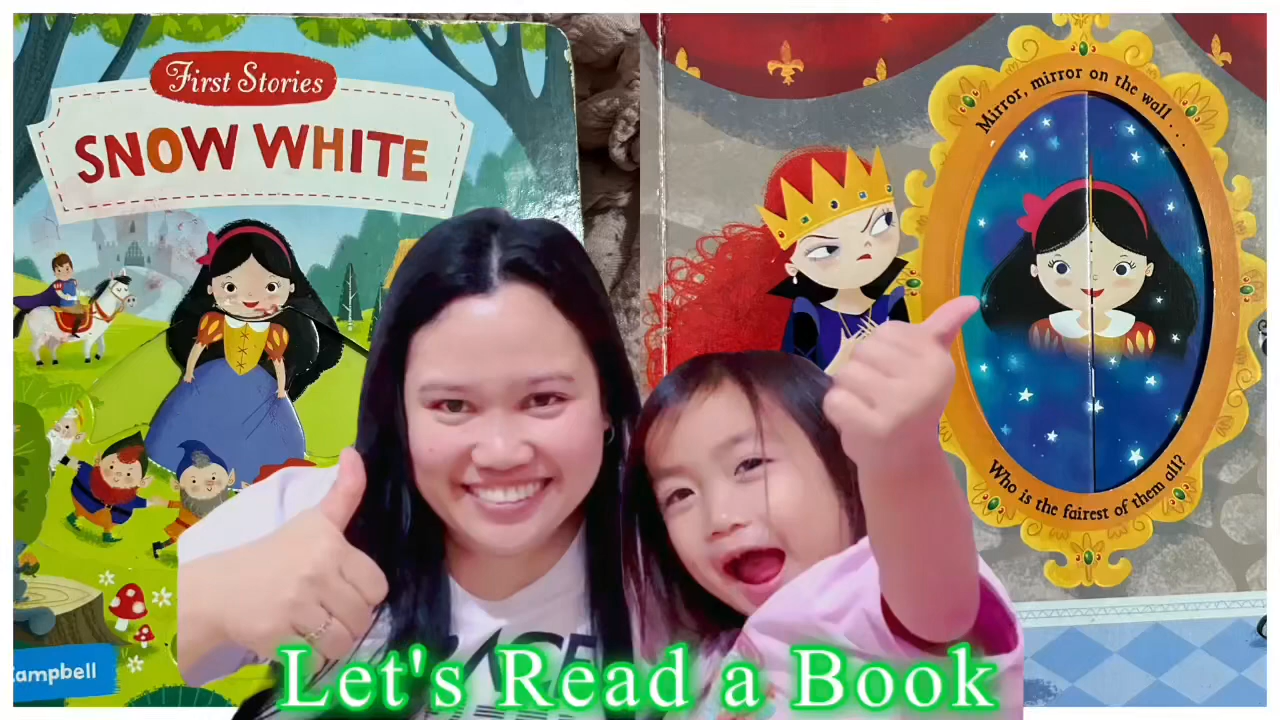 First Stories
SNOW WHITE
Campbell
Mirror, mirror on the wall . . .
Who is the fairest of them all?
Let's Read a Book